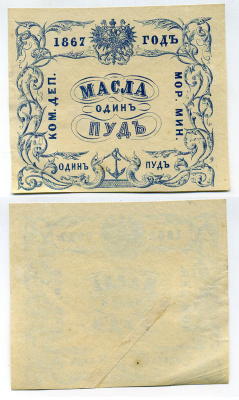 1867 ГОДЪ
КОМ. ДЕП.
МАСЛА
ОДИНЪ
ПУДЪ
МОР. МИН.
ОДИНЪ ПУДЪ